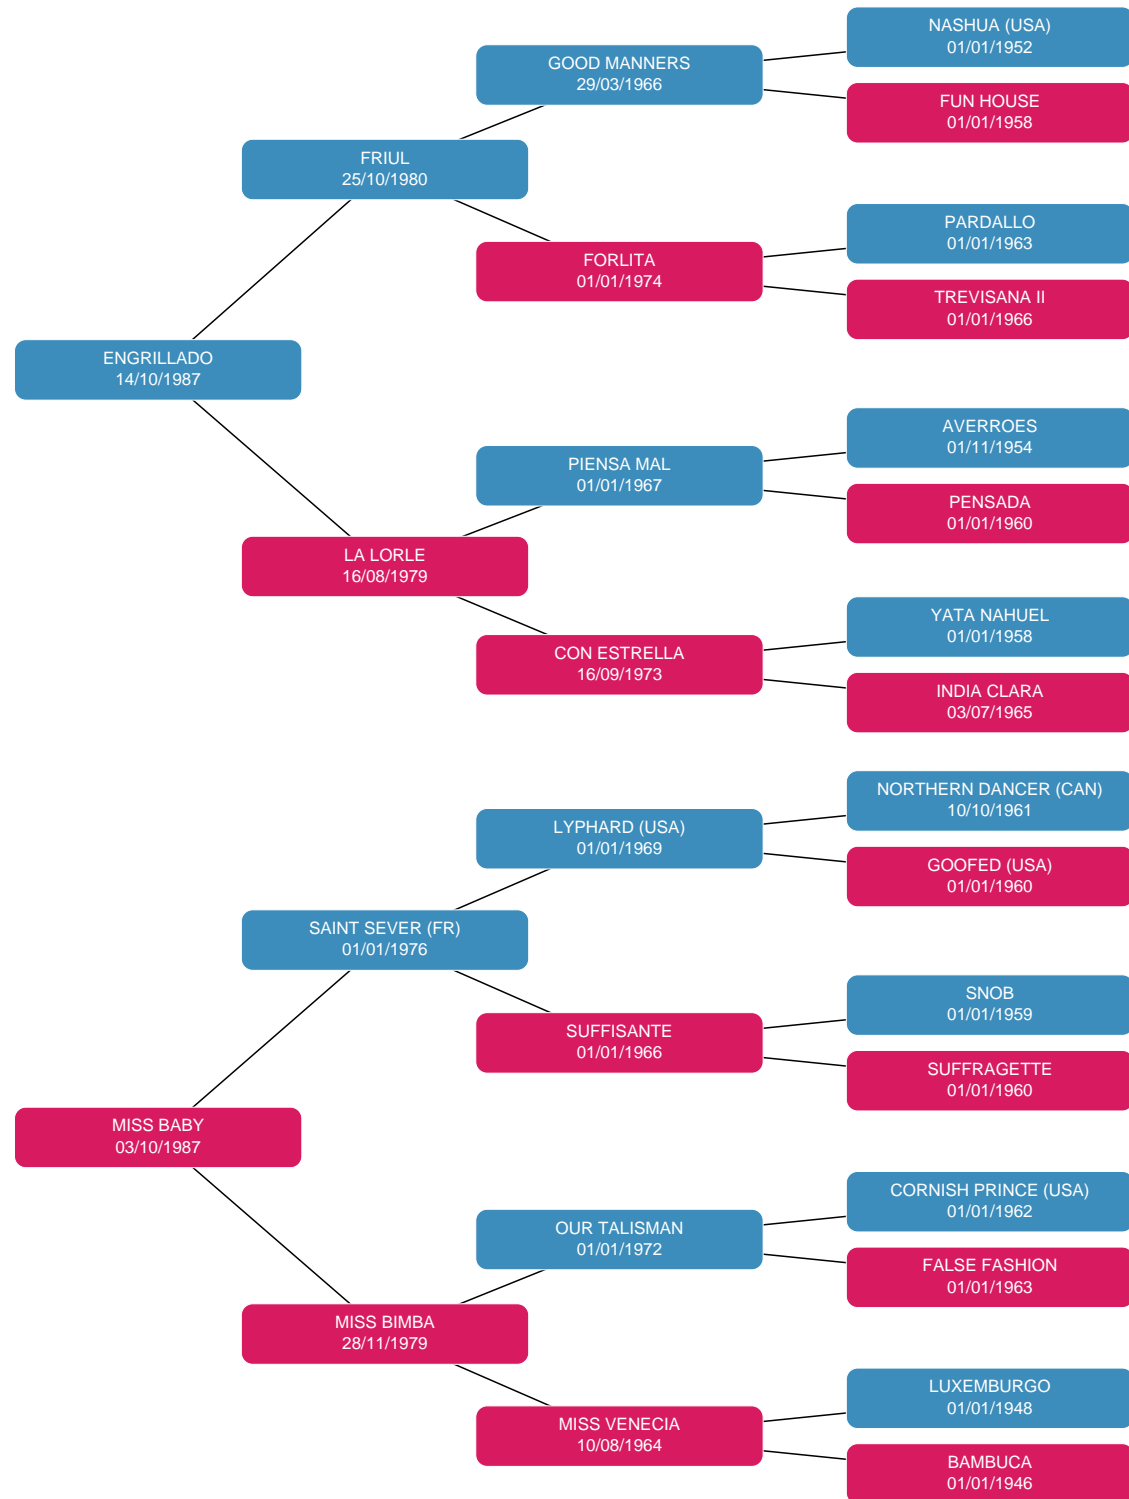 NASHUA (USA)
01/01/1952
GOOD MANNERS
29/03/1966
FUN HOUSE
01/01/1958
FRIUL
25/10/1980
PARDALLO
01/01/1963
FORLITA
01/01/1974
TREVISANA II
01/01/1966
ENGRILLADO
14/10/1987
AVERROES
01/11/1954
PIENSA MAL
01/01/1967
PENSADA
01/01/1960
LA LORLE
16/08/1979
YATA NAHUEL
01/01/1958
CON ESTRELLA
16/09/1973
INDIA CLARA
03/07/1965
NORTHERN DANCER (CAN)
10/10/1961
LYPHARD (USA)
01/01/1969
GOOFED (USA)
01/01/1960
SAINT SEVER (FR)
01/01/1976
SNOB
01/01/1959
SUFFISANTE
01/01/1966
SUFFRAGETTE
01/01/1960
MISS BABY
03/10/1987
CORNISH PRINCE (USA)
01/01/1962
OUR TALISMAN
01/01/1972
FALSE FASHION
01/01/1963
MISS BIMBA
28/11/1979
LUXEMBURGO
01/01/1948
MISS VENECIA
10/08/1964
BAMBUCA
01/01/1946